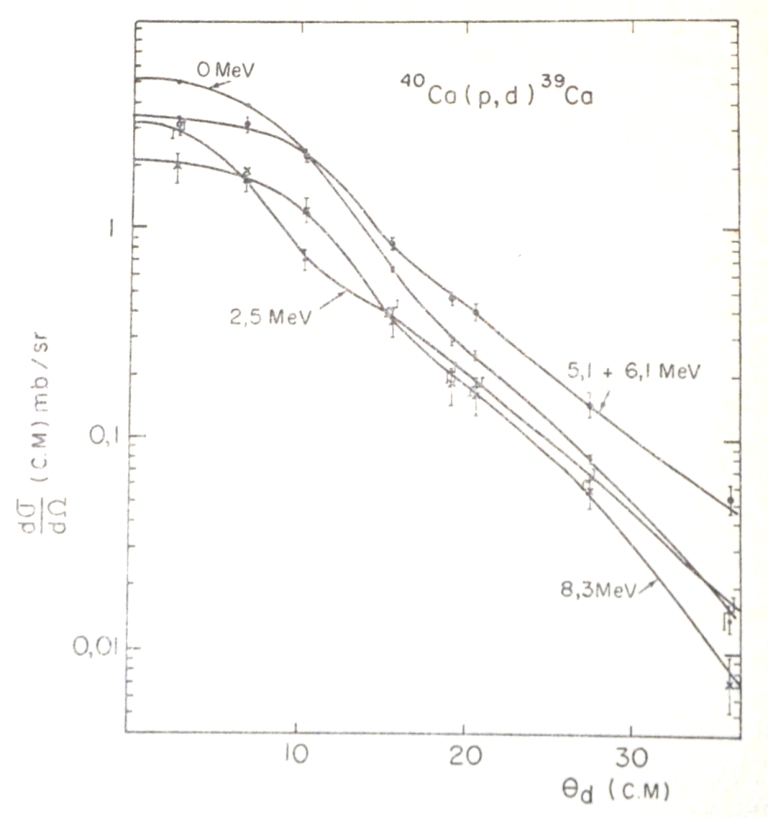 0 MeV
40Ca(p,d)39Ca
1
2,5 MeV
5,1 + 6,1 MeV
0,1
dσ/dΩ (C.M) mb/sr
8,3MeV
0,01
10
20
30
θd (C.M)